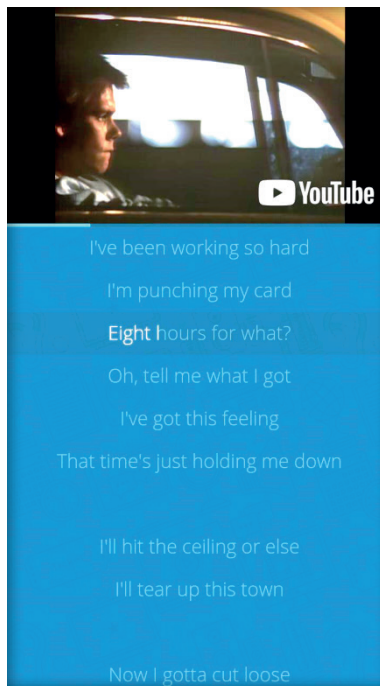 YouTube
I've been working so hard
I'm punching my card
Eight hours for what?
Oh, tell me what I got
I've got this feeling
That time's just holding me down
I'll hit the ceiling or else
I'll tear up this town
Now I gotta cut loose